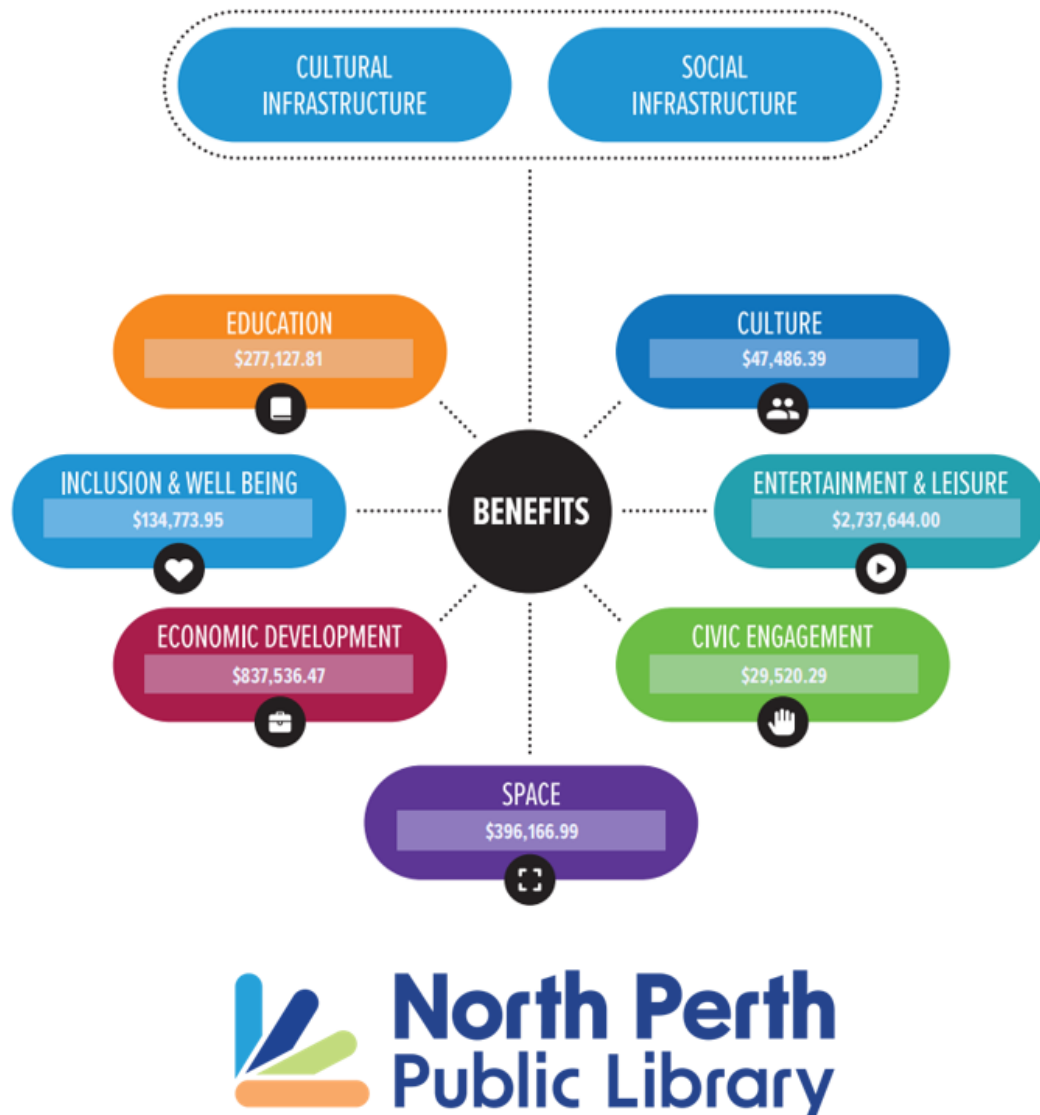 CULTURAL
INFRASTRUCTURE
SOCIAL
INFRASTRUCTURE
EDUCATION
$277,127.81
CULTURE
$47,486.39
INCLUSION & WELL BEING
$134,773.95
BENEFITS
ENTERTAINMENT & LEISURE
$2,737,644.00
ECONOMIC DEVELOPMENT
$837,536.47
CIVIC ENGAGEMENT
$29,520.29
SPACE
$396,166.99
North Perth
Public Library